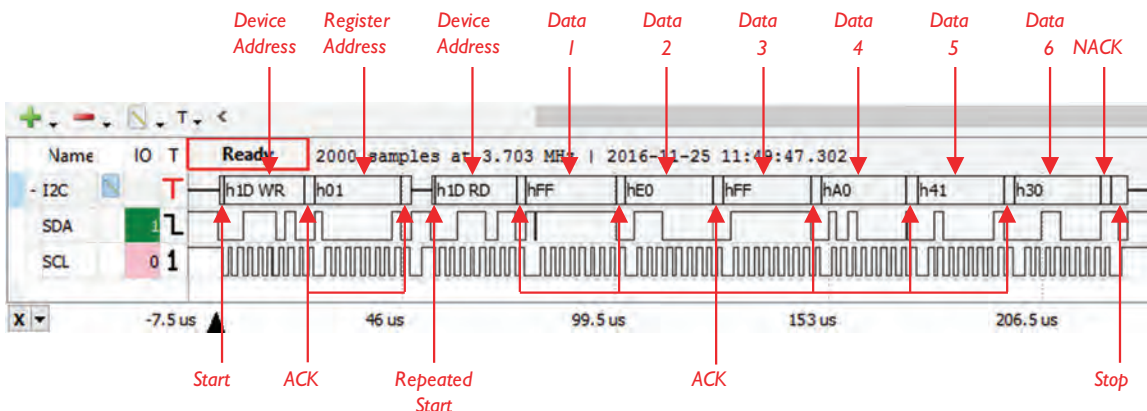 Device Register Device Data Data Data Data Data Data
Address Address Address 1 2 3 4 5 6 NACK
T <
Name IO T Ready 2000 samples at 3.703 MHz | 2016-11-25 11:49:47.302
- I2C T h1D WR h01 h1D RD hFF hE0 hFF hA0 h41 h30
SDA 1
SCL 0 1
X -7.5 us 46 us 99.5 us 153 us 206.5 us
Start ACK Repeated ACK Stop
Start